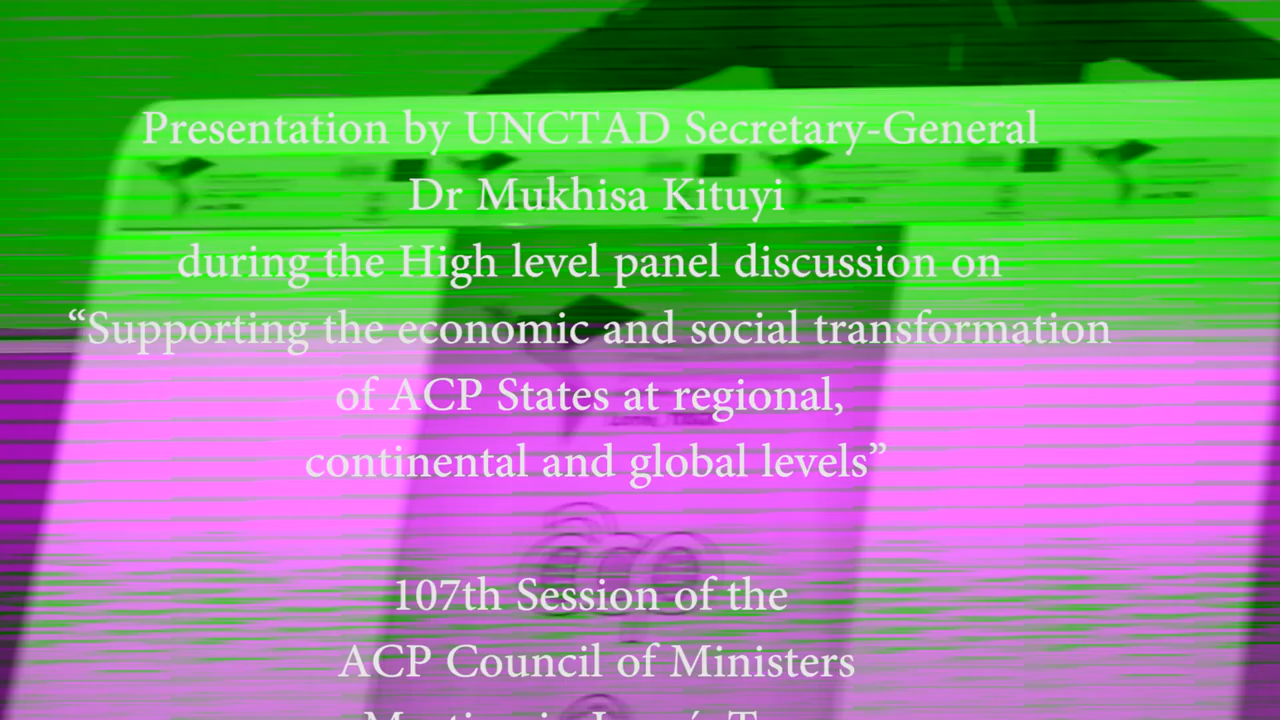 Presentation by UNCTAD Secretary-General
Dr Mukhisa Kituyi
during the High level panel discussion on
“Supporting the economic and social transformation
of ACP States at regional,
continental and global levels”
107th Session of the
ACP Council of Ministers
acp